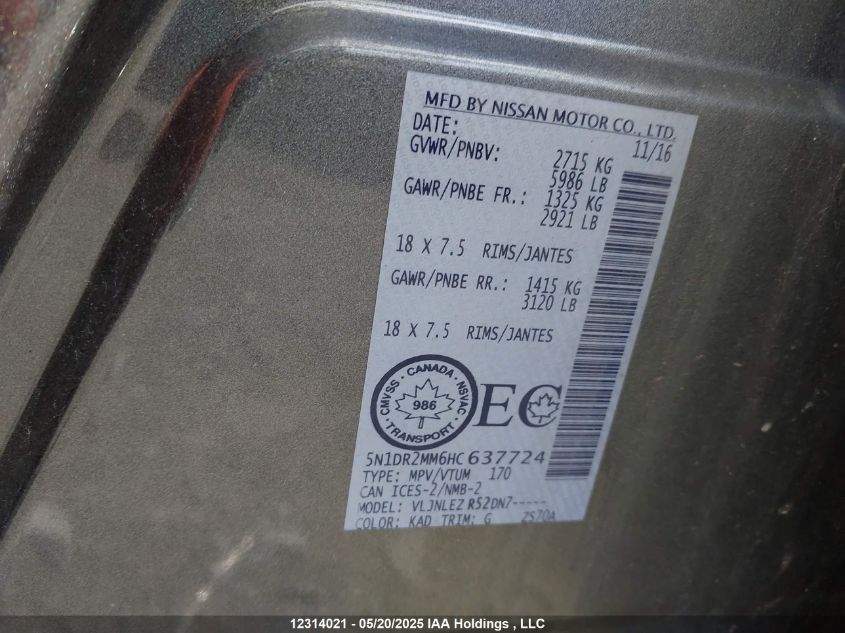 MFD BY NISSAN MOTOR CO., LTD.
DATE: 11/16
GVWR/PNBV: 2715 KG
5986 LB
GAWR/PNBE FR.: 1325 KG
2921 LB
18 X 7.5 RIMS/JANTES
GAWR/PNBE RR.: 1415 KG
3120 LB
18 X 7.5 RIMS/JANTES
CANADA
CMVSS NSVAC
986
TRANSPORT
EC
5N1DR2MM6HC637724
TYPE: MPV/VTUM 170
CAN ICES-2/NMB-2
MODEL: VLJNLEZ R52DN7-----
COLOR: KAD TRIM: G ZS70A
12314021 - 05/20/2025 IAA Holdings , LLC